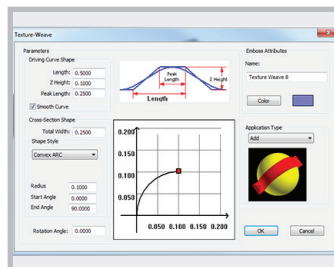 Texture-Weave
Parameters
Driving Curve Shape
Length: 0.5000
Z Height: 0.1000
Peak Length: 0.2500
Smooth Curve
Cross-Section Shape
Total Width: 0.2500
Shape Style
Convex ARC
Radius 0.1000
Start Angle 0.0000
End Angle 90.0000
Rotation Angle: 0.0000
Peak
Length
Z Height
Length
0.200
0.150
0.100
0.050
0.050 0.100 0.150 0.200
Emboss Attributes
Name:
Texture Weave 8
Color
Application Type
Add
OK Cancel